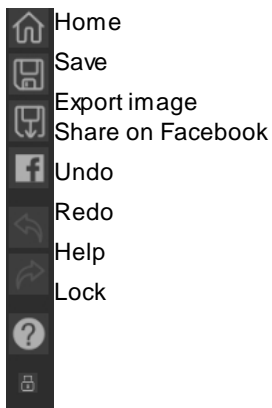 Home
Save
Export image
Share on Facebook
Undo
Redo
Help
Lock